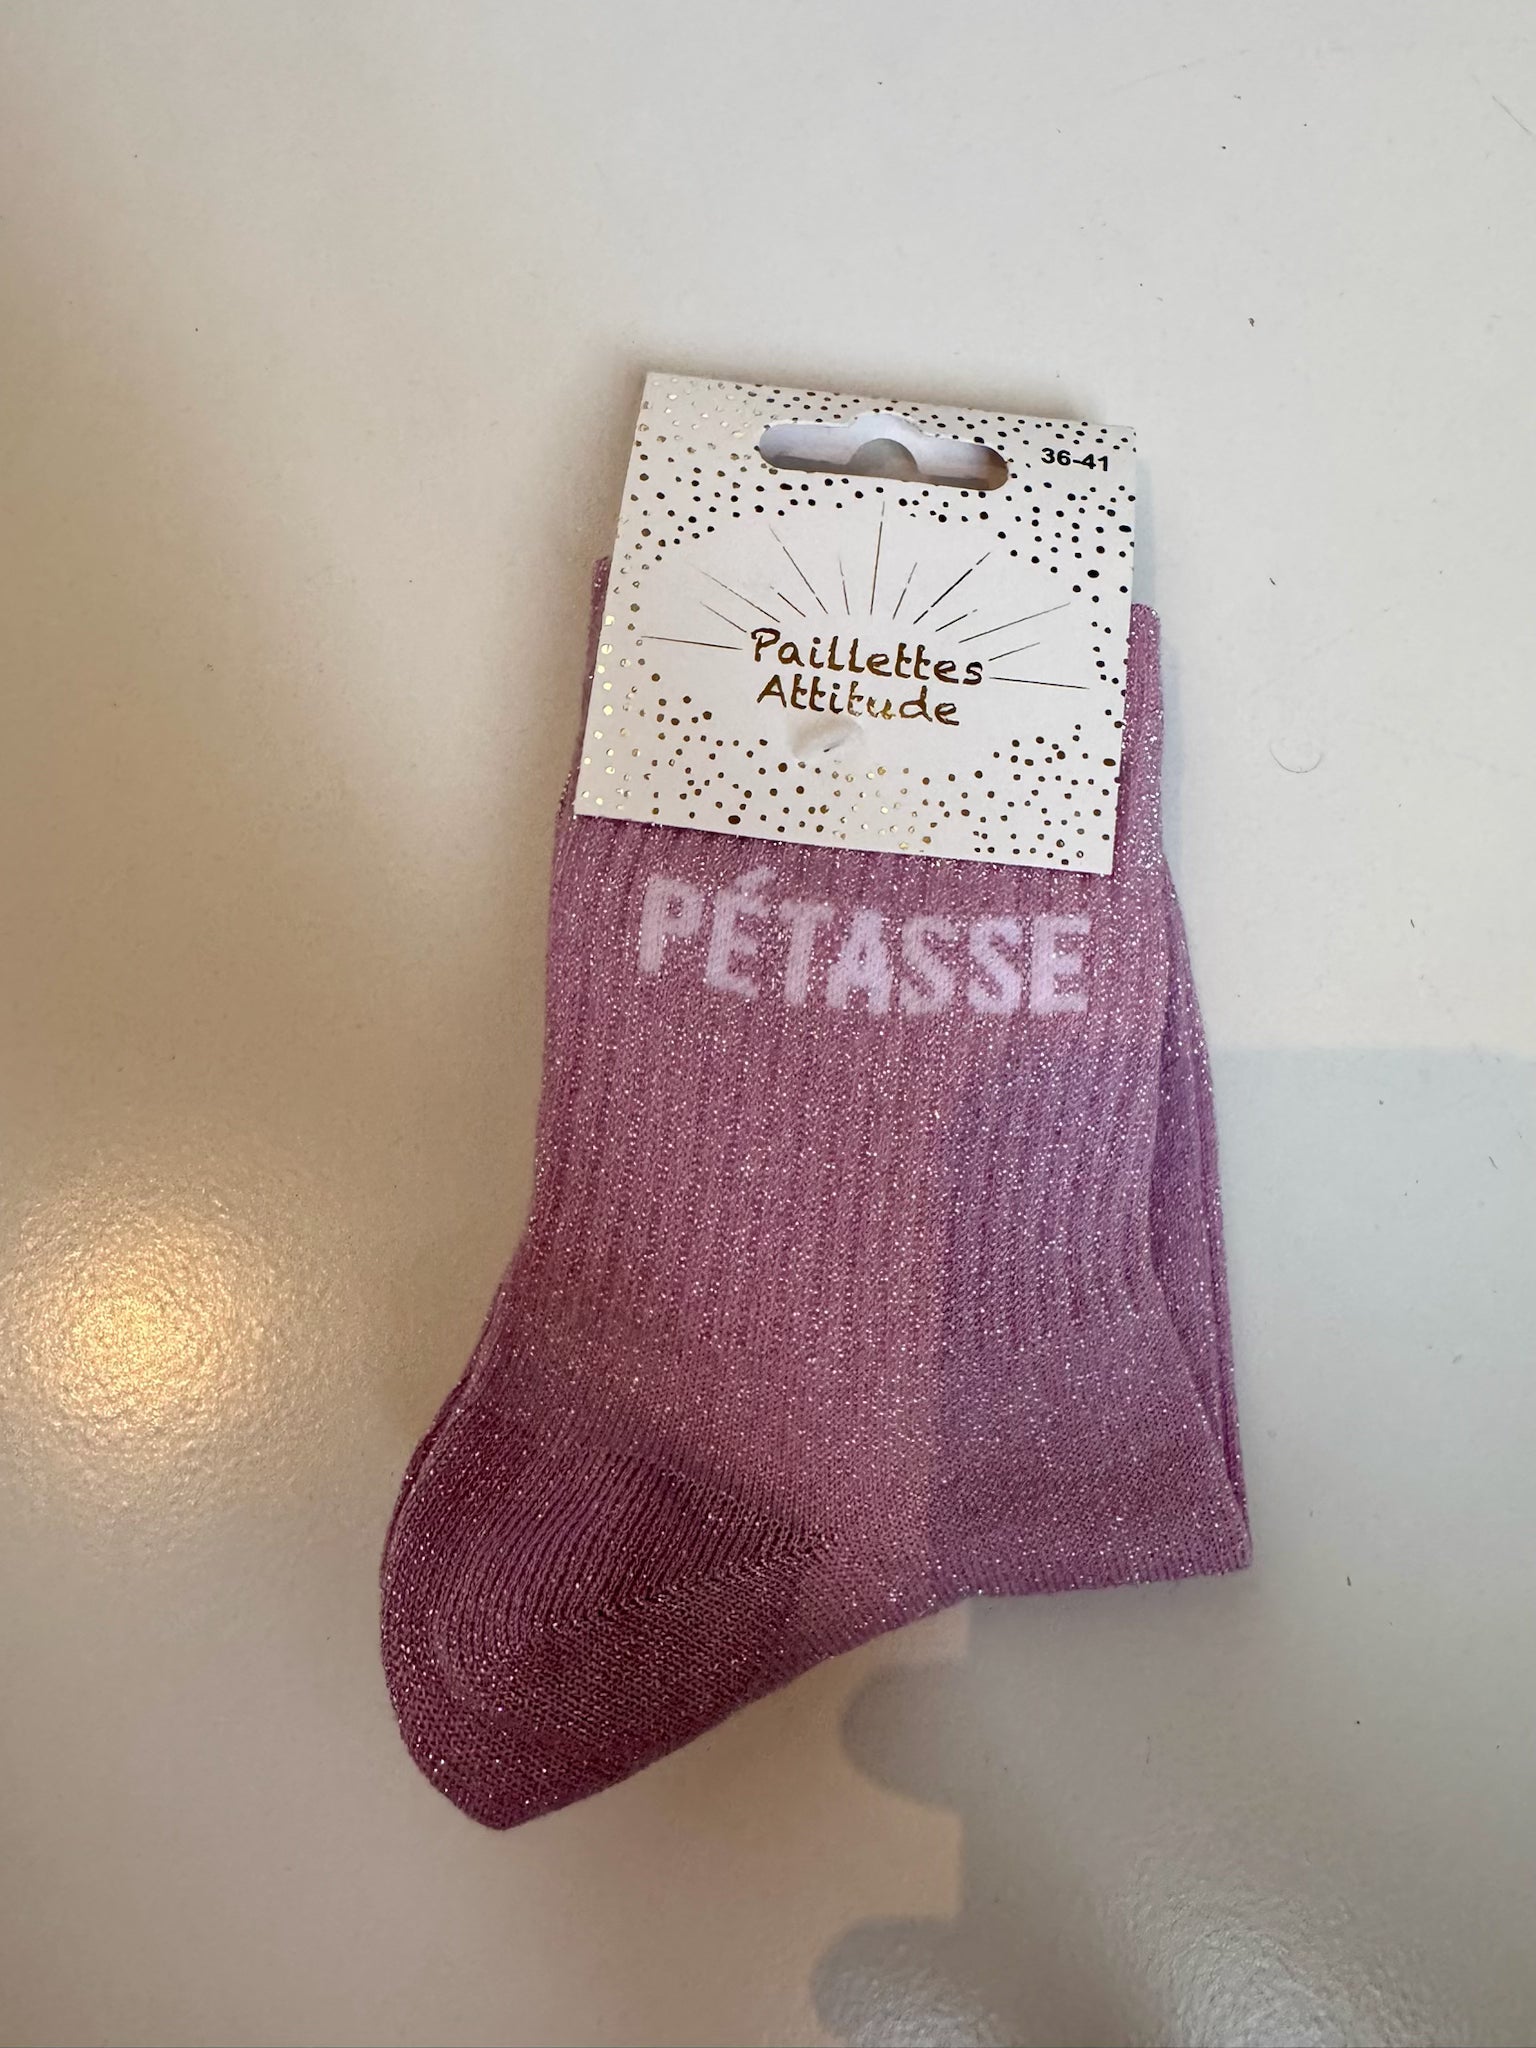 36-41
Paillettes
Attitude
PÉTASSE